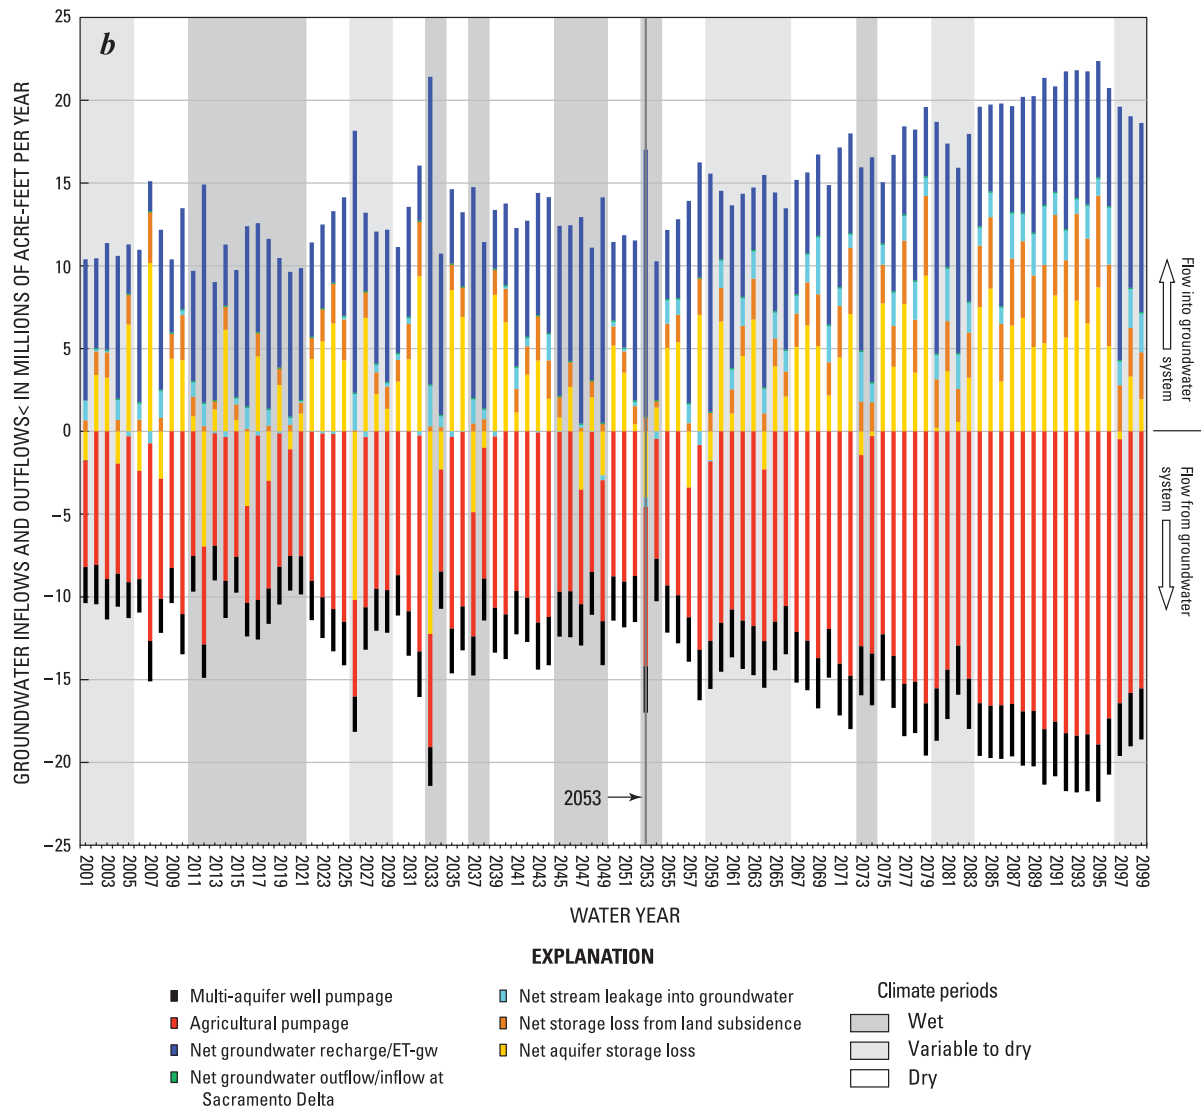 b
GROUNDWATER INFLOWS AND OUTFLOWS< IN MILLIONS OF ACRE-FEET PER YEAR
25
20
15
10
5
0
−5
−10
−15
−20
−25
Flow into groundwater
system
Flow from groundwater
system
2053
2001 2003 2005 2007 2009 2011 2013 2015 2017 2019 2021 2023 2025 2027 2029 2031 2033 2035 2037 2039 2041 2043 2045 2047 2049 2051 2053 2055 2057 2059 2061 2063 2065 2067 2069 2071 2073 2075 2077 2079 2081 2083 2085 2087 2089 2091 2093 2095 2097 2099
WATER YEAR
EXPLANATION
Multi-aquifer well pumpage
Agricultural pumpage
Net groundwater recharge/ET-gw
Net groundwater outflow/inflow at
Sacramento Delta
Net stream leakage into groundwater
Net storage loss from land subsidence
Net aquifer storage loss
Climate periods
Wet
Variable to dry
Dry